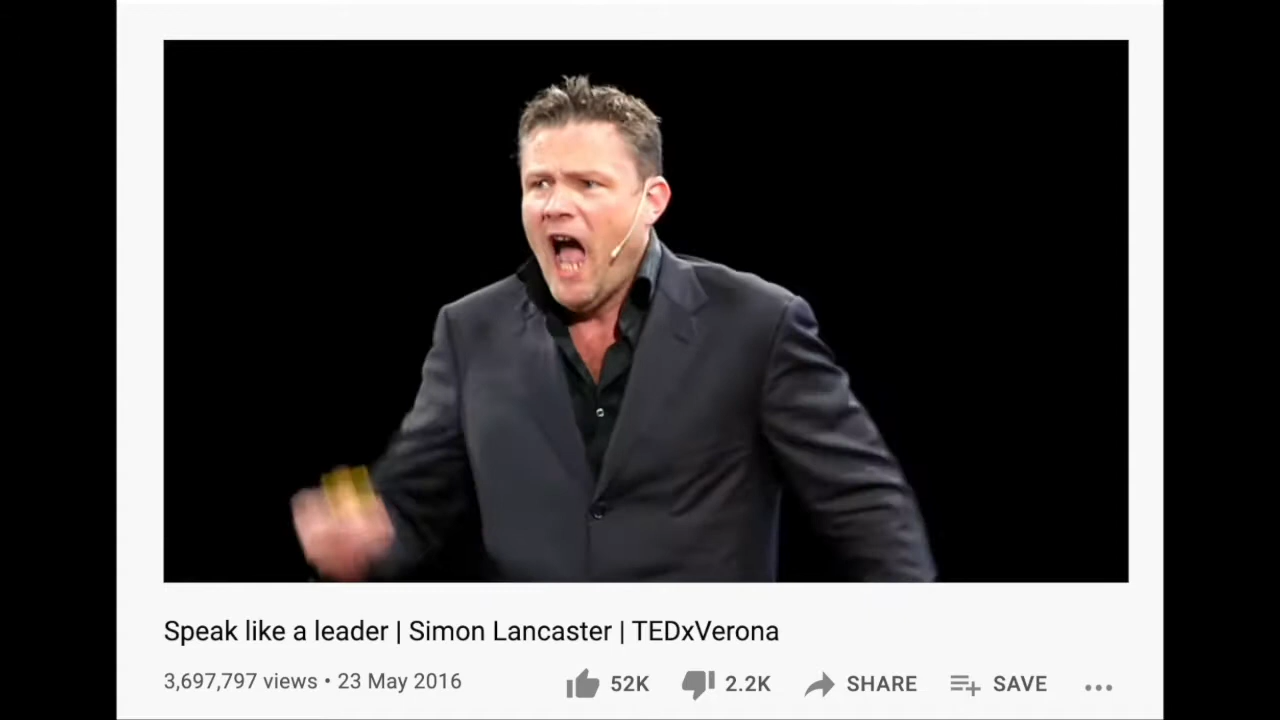 Speak like a leader | Simon Lancaster | TEDxVerona
3,697,797 views • 23 May 2016 52K 2.2K SHARE SAVE